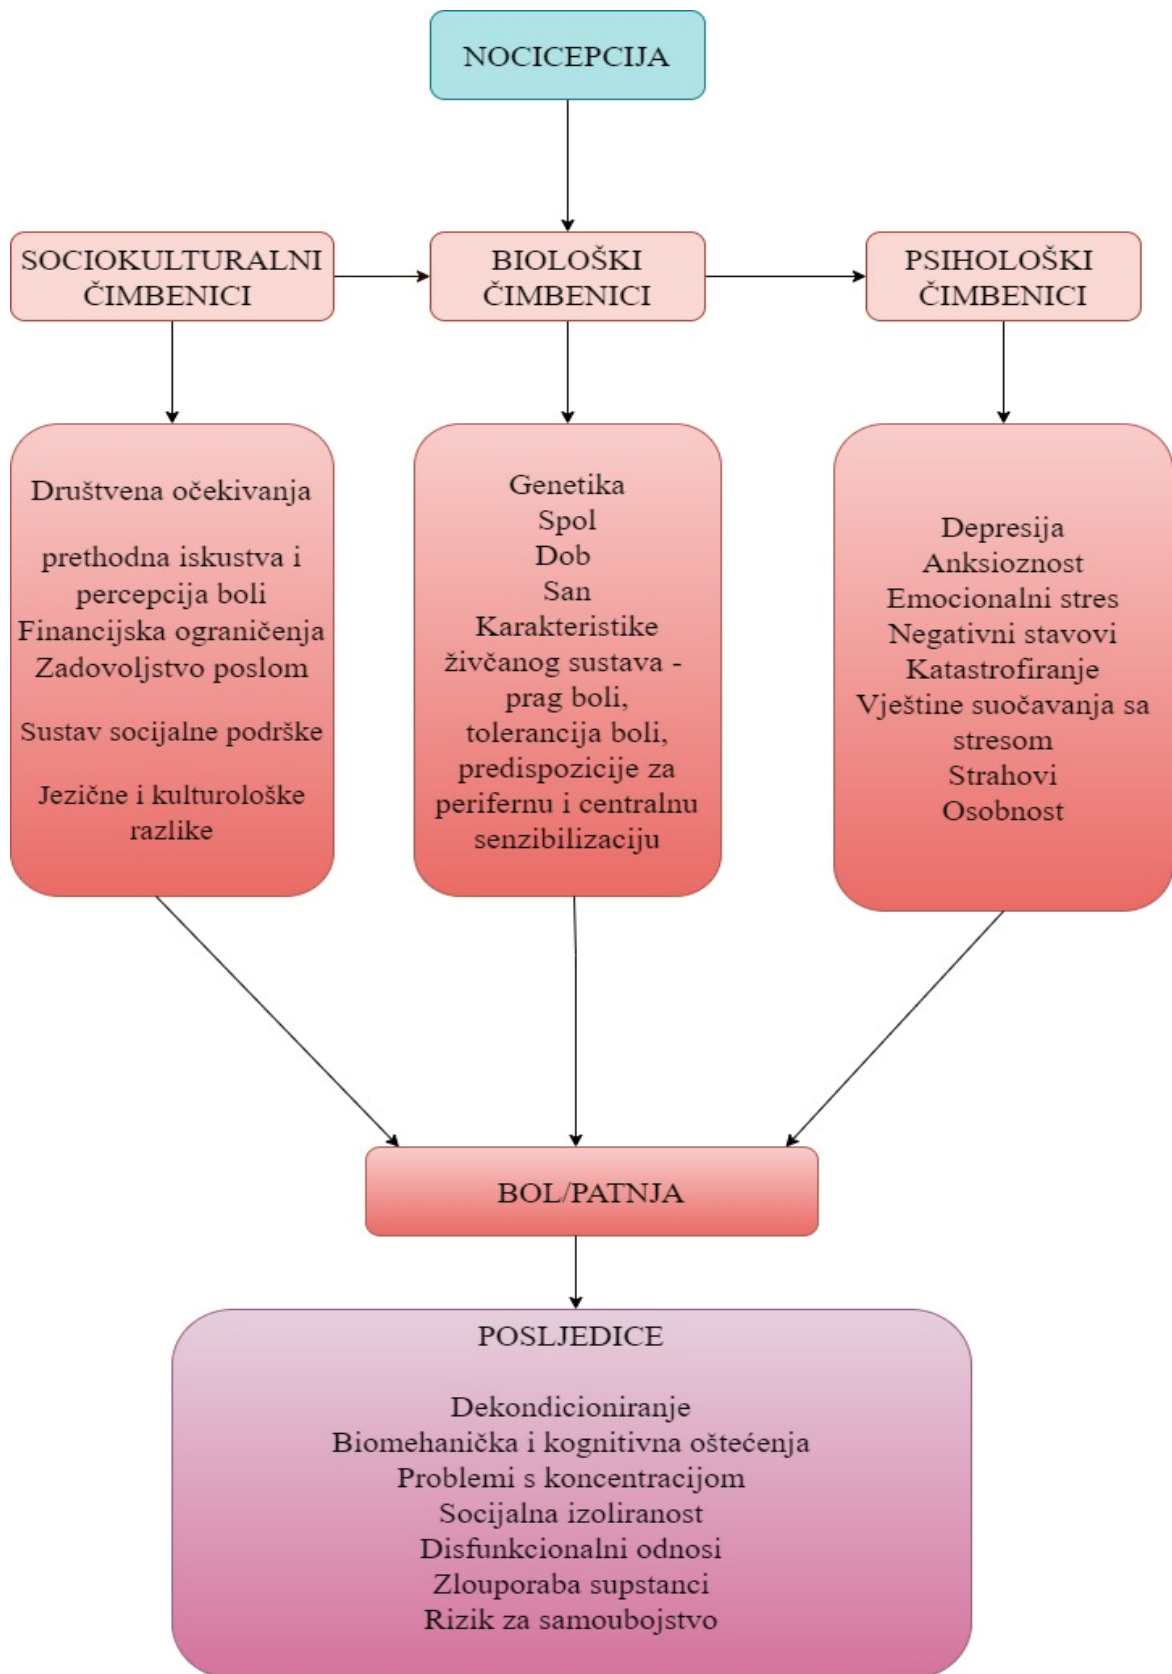 NOCICEPCIJA
SOCIOKULTURALNI
ČIMBENICI
BIOLOŠKI
ČIMBENICI
PSIHOLOŠKI
ČIMBENICI
Društvena očekivanja
prethodna iskustva i
percepcija boli
Financijska ograničenja
Zadovoljstvo poslom
Sustav socijalne podrške
Jezične i kulturološke
razlike
Genetika
Spol
Dob
San
Karakteristike
živčanog sustava -
prag boli,
tolerancija boli,
predispozicije za
perifernu i centralnu
senzibilizaciju
Depresija
Anksioznost
Emocionalni stres
Negativni stavovi
Katastrofiranje
Vještine suočavanja sa
stresom
Strahovi
Osobnost
BOL/PATNJA
POSLJEDICE
Dekondicioniranje
Biomehanička i kognitivna oštećenja
Problemi s koncentracijom
Socijalna izoliranost
Disfunkcionalni odnosi
Zlouporaba supstanci
Rizik za samoubojstvo